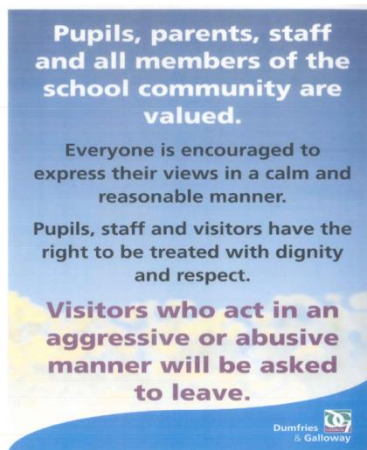 Pupils, parents, staff
and all members of the
school community are
valued.
Everyone is encouraged to
express their views in a calm and
reasonable manner.
Pupils, staff and visitors have the
right to be treated with dignity
and respect.
Visitors who act in an
aggressive or abusive
manner will be asked
to leave.
Dumfries
& Galloway